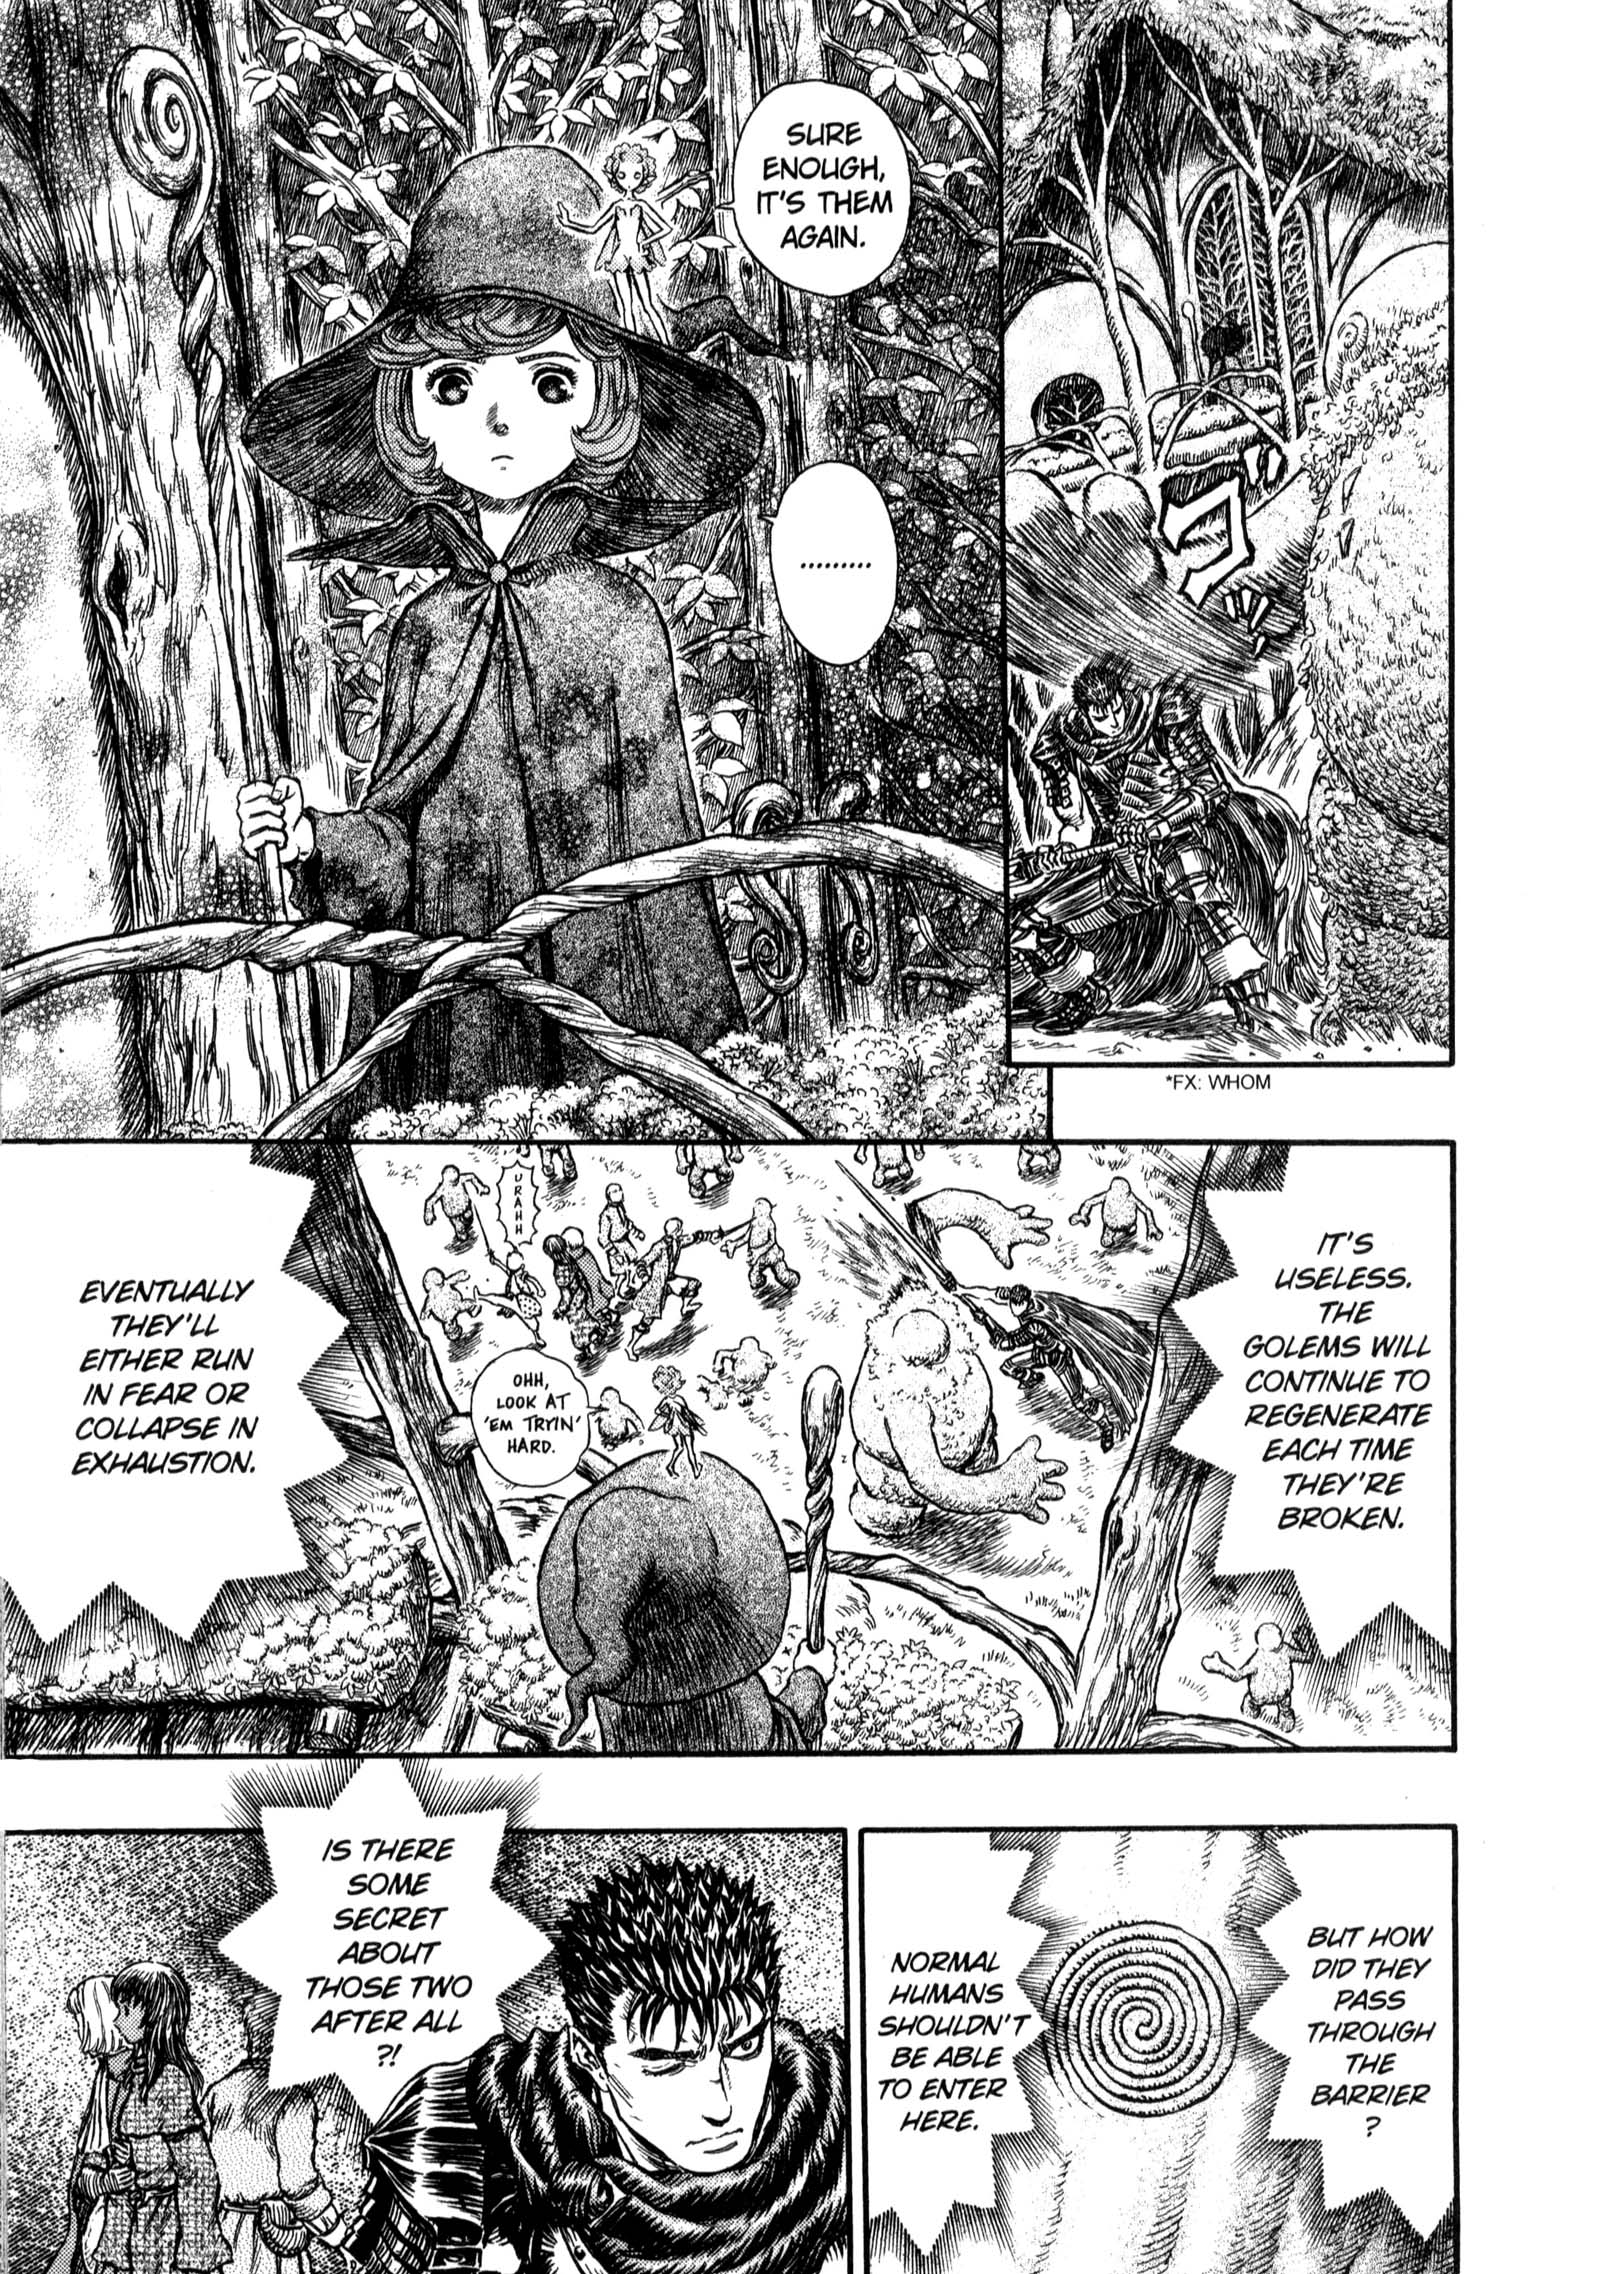 ブン
*FX: WHOM
SURE
ENOUGH,
IT'S THEM
AGAIN.
.........
IT'S
USELESS.
THE
GOLEMS WILL
CONTINUE TO
REGENERATE
EACH TIME
THEY'RE
BROKEN.
URAHH
OHH,
LOOK AT
'EM TRYIN'
HARD.
EVENTUALLY
THEY'LL
EITHER RUN
IN FEAR OR
COLLAPSE IN
EXHAUSTION.
BUT HOW
DID THEY
PASS
THROUGH
THE
BARRIER
?
NORMAL
HUMANS
SHOULDN'T
BE ABLE
TO ENTER
HERE.
IS THERE
SOME
SECRET
ABOUT
THOSE TWO
AFTER ALL
?!